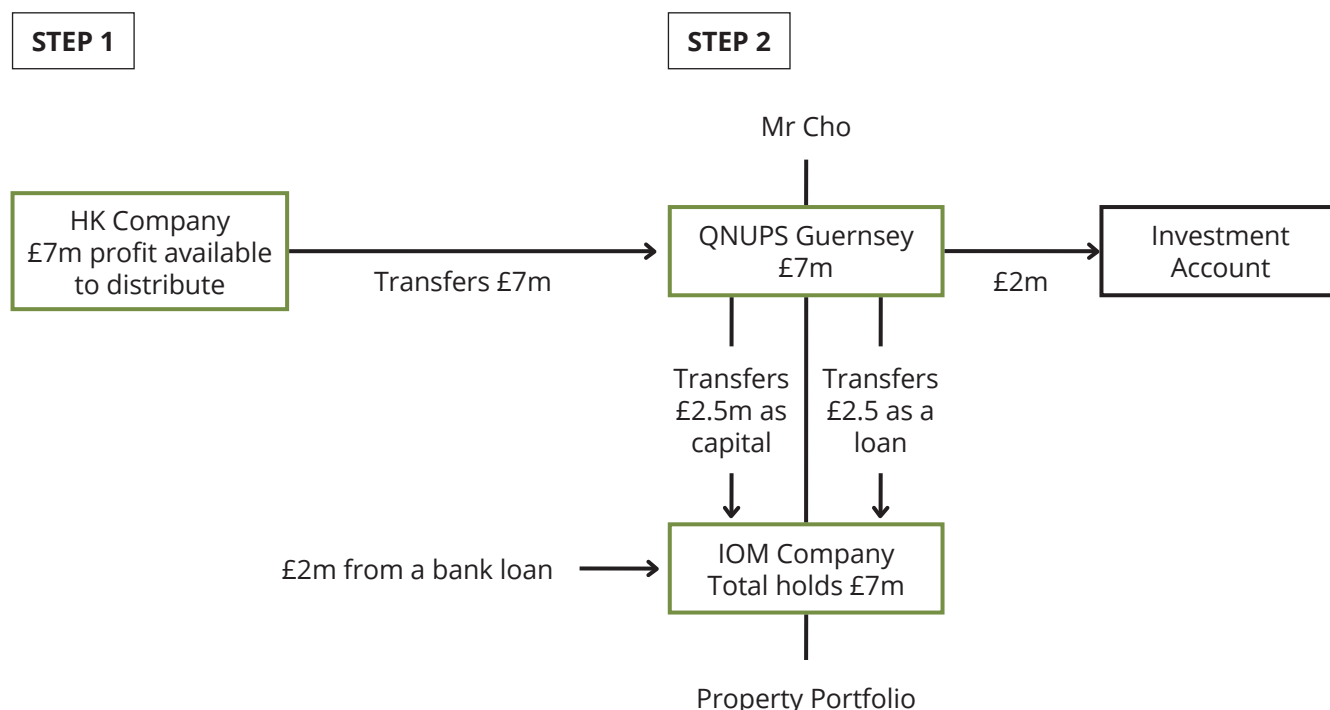 STEP 1
STEP 2
Mr Cho
HK Company
£7m profit available
to distribute
Transfers £7m
QNUPS Guernsey
£7m
£2m
Investment
Account
Transfers
£2.5m as
capital
Transfers
£2.5 as a
loan
£2m from a bank loan
IOM Company
Total holds £7m
Property Portfolio